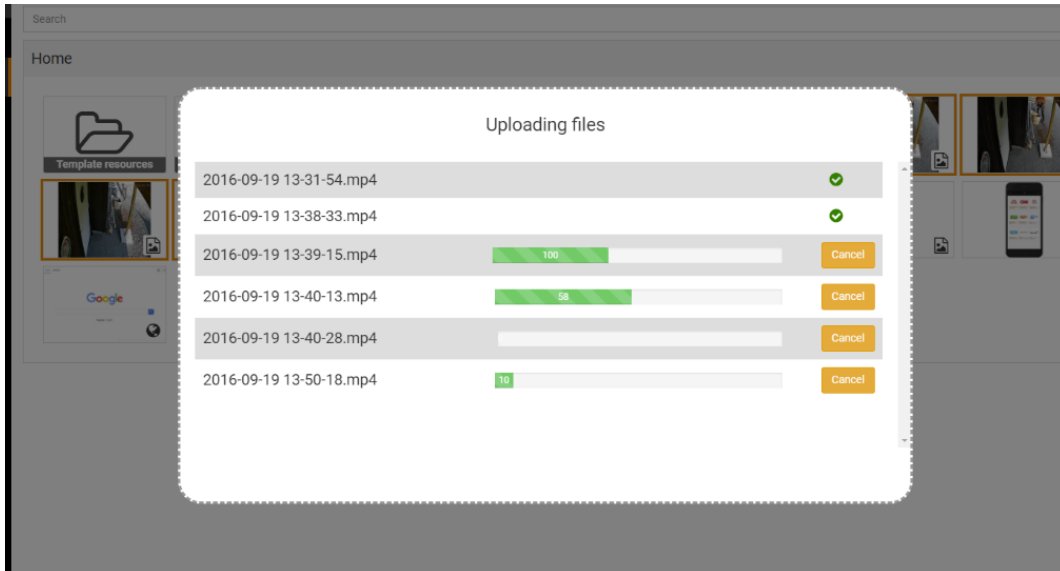 Search
Home
Template resources
Google
Uploading files
2016-09-19 13-31-54.mp4
2016-09-19 13-38-33.mp4
2016-09-19 13-39-15.mp4 100 Cancel
2016-09-19 13-40-13.mp4 58 Cancel
2016-09-19 13-40-28.mp4 Cancel
2016-09-19 13-50-18.mp4 10 Cancel